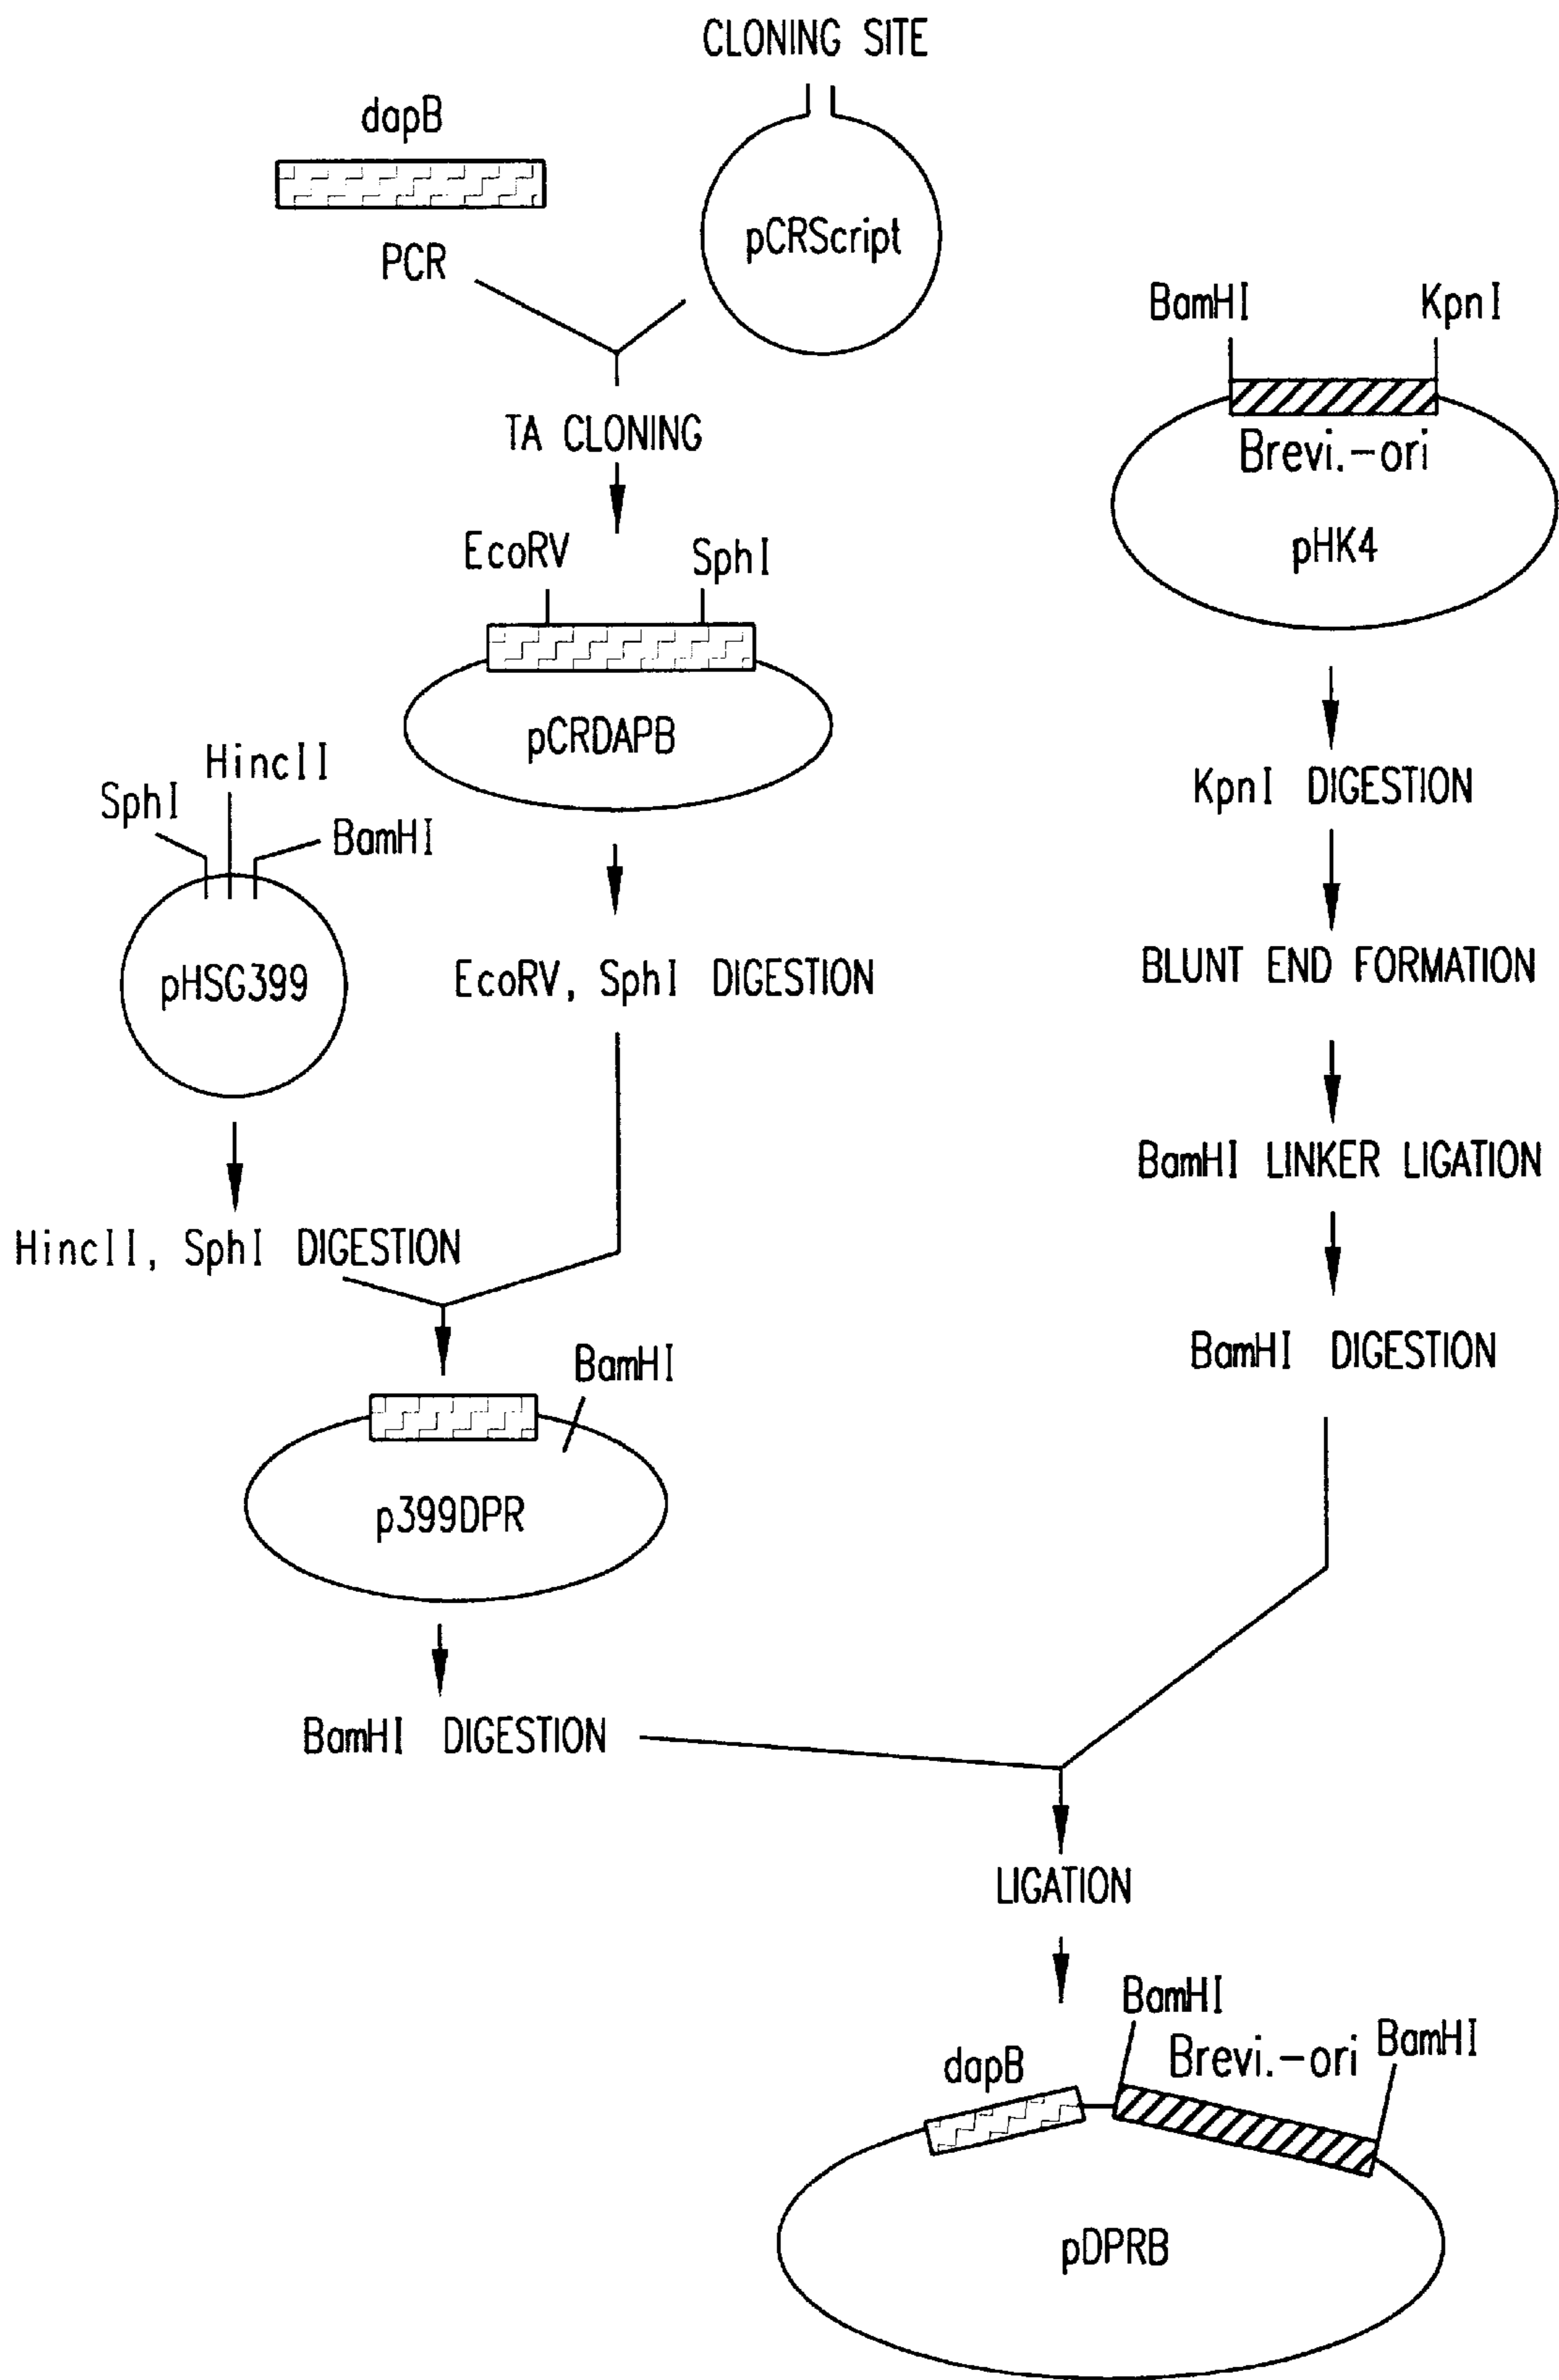 CLONING SITE
dapB
pCRScript
PCR
BamHI
KpnI
TA CLONING
Brevi.-ori
EcoRV
SphI
pHK4
pCRDAPB
HincII
KpnI DIGESTION
SphI
BamHI
pHSG399
EcoRV, SphI DIGESTION
BLUNT END FORMATION
BamHI LINKER LIGATION
HincII, SphI DIGESTION
BamHI
BamHI DIGESTION
p399DPR
BamHI DIGESTION
LIGATION
BamHI
dapB
Brevi.-ori
BamHI
pDPRB